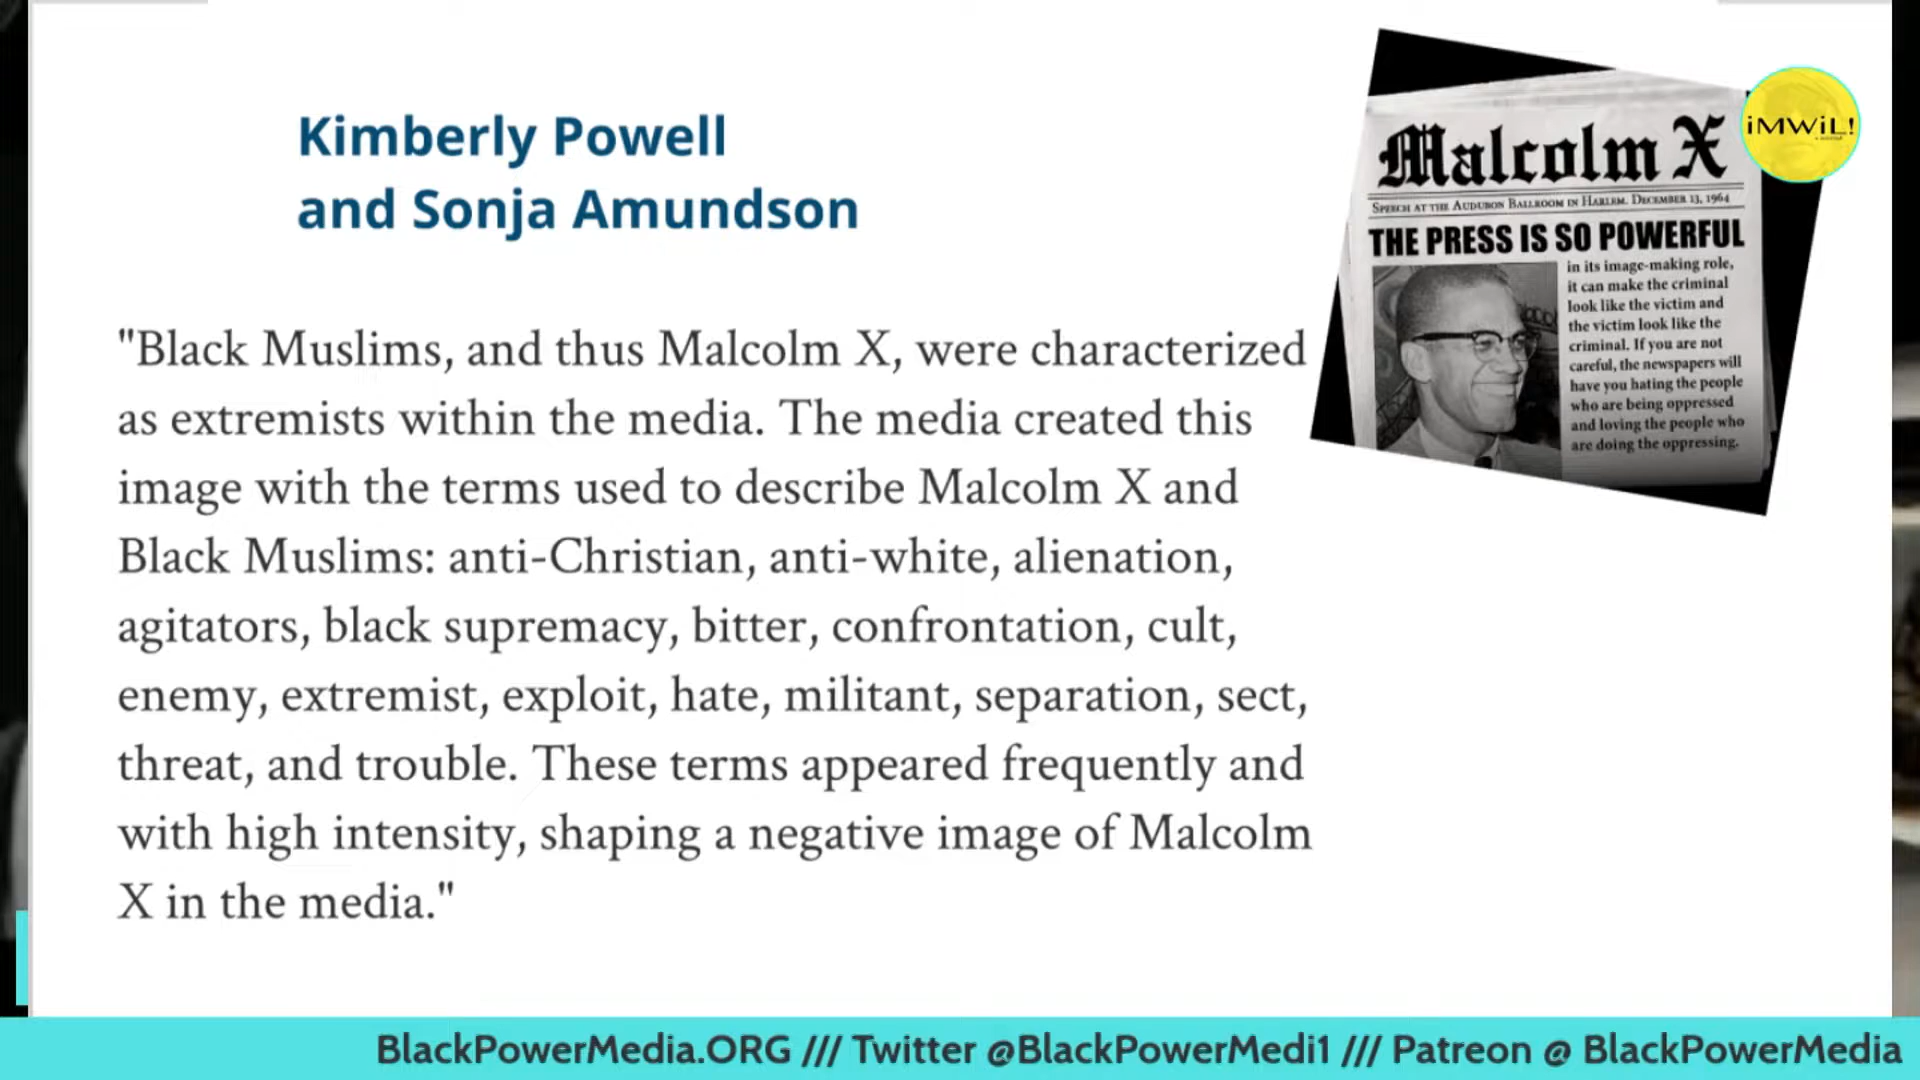 Kimberly Powell
and Sonja Amundson
"Black Muslims, and thus Malcolm X, were characterized
as extremists within the media. The media created this
image with the terms used to describe Malcolm X and
Black Muslims: anti-Christian, anti-white, alienation,
agitators, black supremacy, bitter, confrontation, cult,
enemy, extremist, exploit, hate, militant, separation, sect,
threat, and trouble. These terms appeared frequently and
with high intensity, shaping a negative image of Malcolm
X in the media."
Malcolm X
SPEECH AT THE AUDUBON BALLROOM IN HARLEM. DECEMBER 13, 1964
THE PRESS IS SO POWERFUL
in its image-making role,
it can make the criminal
look like the victim and
the victim look like the
criminal. If you are not
careful, the newspapers will
have you hating the people
who are being oppressed
and loving the people who
are doing the oppressing.
iMWiL!
BlackPowerMedia.ORG /// Twitter @BlackPowerMedi1 /// Patreon @ BlackPowerMedia